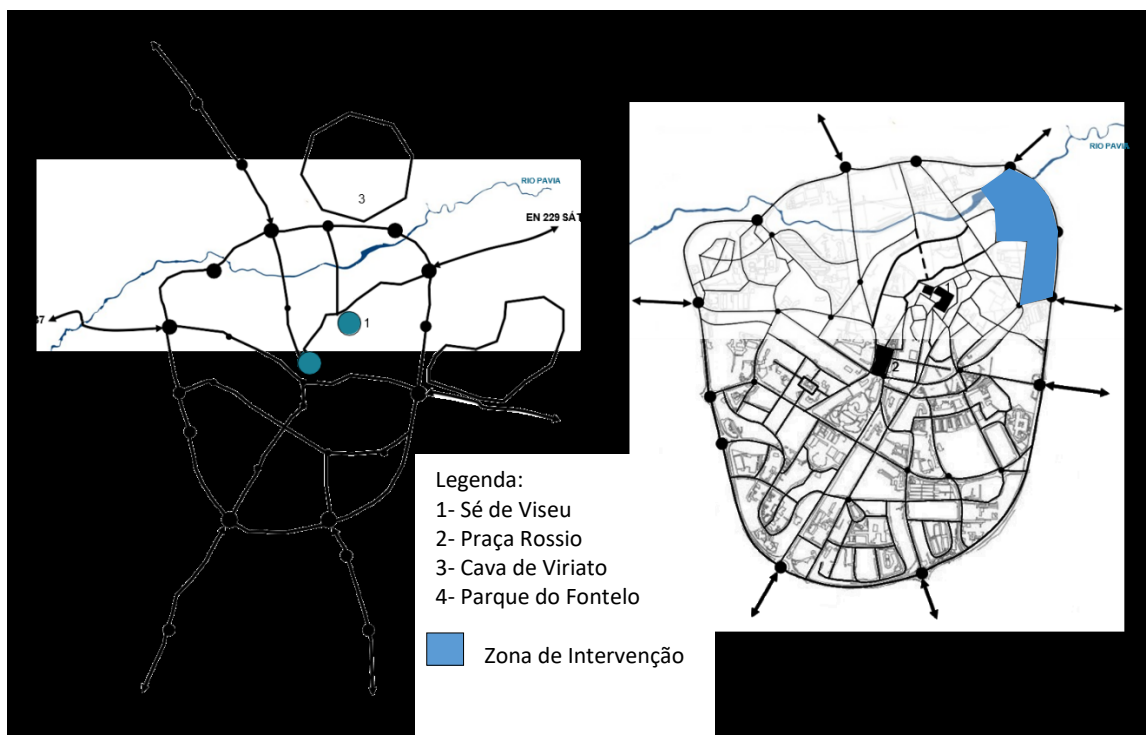 RIO PAVIA
3
EN 229 SÁT
1
37
RIO PAVIA
1
2
Legenda:
1- Sé de Viseu
2- Praça Rossio
3- Cava de Viriato
4- Parque do Fontelo
Zona de Intervenção